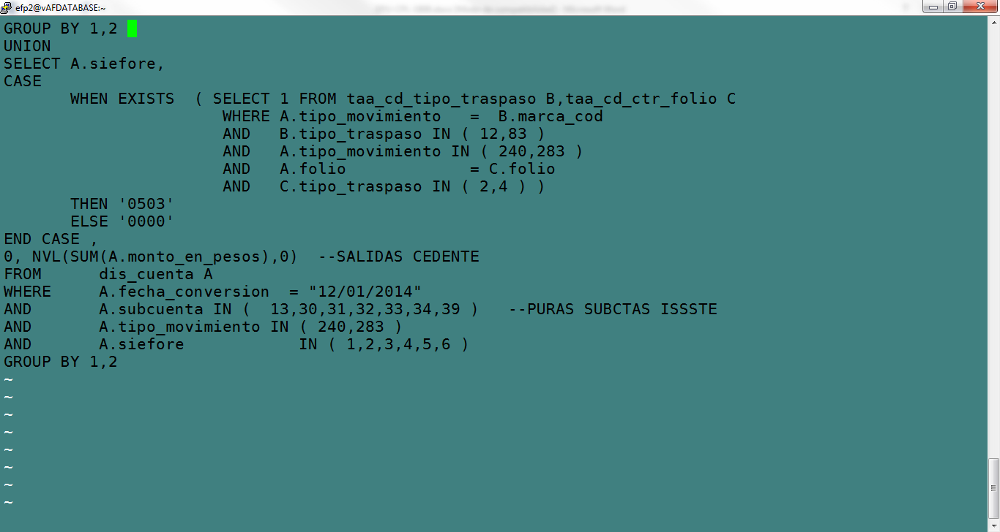 efp2@vAFDATABASE:~
GROUP BY 1,2
UNION
SELECT A.siefore,
CASE
       WHEN EXISTS  ( SELECT 1 FROM taa_cd_tipo_traspaso B,taa_cd_ctr_folio C
                       WHERE A.tipo_movimiento   =  B.marca_cod
                       AND   B.tipo_traspaso IN ( 12,83 )
                       AND   A.tipo_movimiento IN ( 240,283 )
                       AND   A.folio             = C.folio
                       AND   C.tipo_traspaso IN ( 2,4 ) )
       THEN '0503'
       ELSE '0000'
END CASE ,
0, NVL(SUM(A.monto_en_pesos),0)  --SALIDAS CEDENTE
FROM      dis_cuenta A
WHERE     A.fecha_conversion  = "12/01/2014"
AND       A.subcuenta IN (  13,30,31,32,33,34,39 )   --PURAS SUBCTAS ISSSTE
AND       A.tipo_movimiento IN ( 240,283 )
AND       A.siefore            IN ( 1,2,3,4,5,6 )
GROUP BY 1,2
~
~
~
~
~
~
~
~